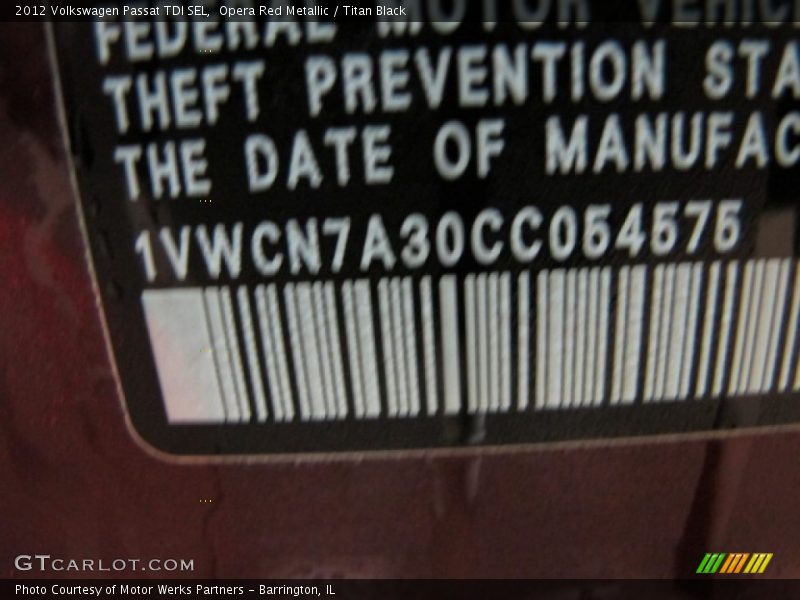 2012 Volkswagen Passat TDI SEL, Opera Red Metallic / Titan Black
FEDERAL MOTOR VEHIC
THEFT PREVENTION STA
THE DATE OF MANUFAC
1VWCN7A30CC054575
GTCARLOT.COM
Photo Courtesy of Motor Werks Partners - Barrington, IL